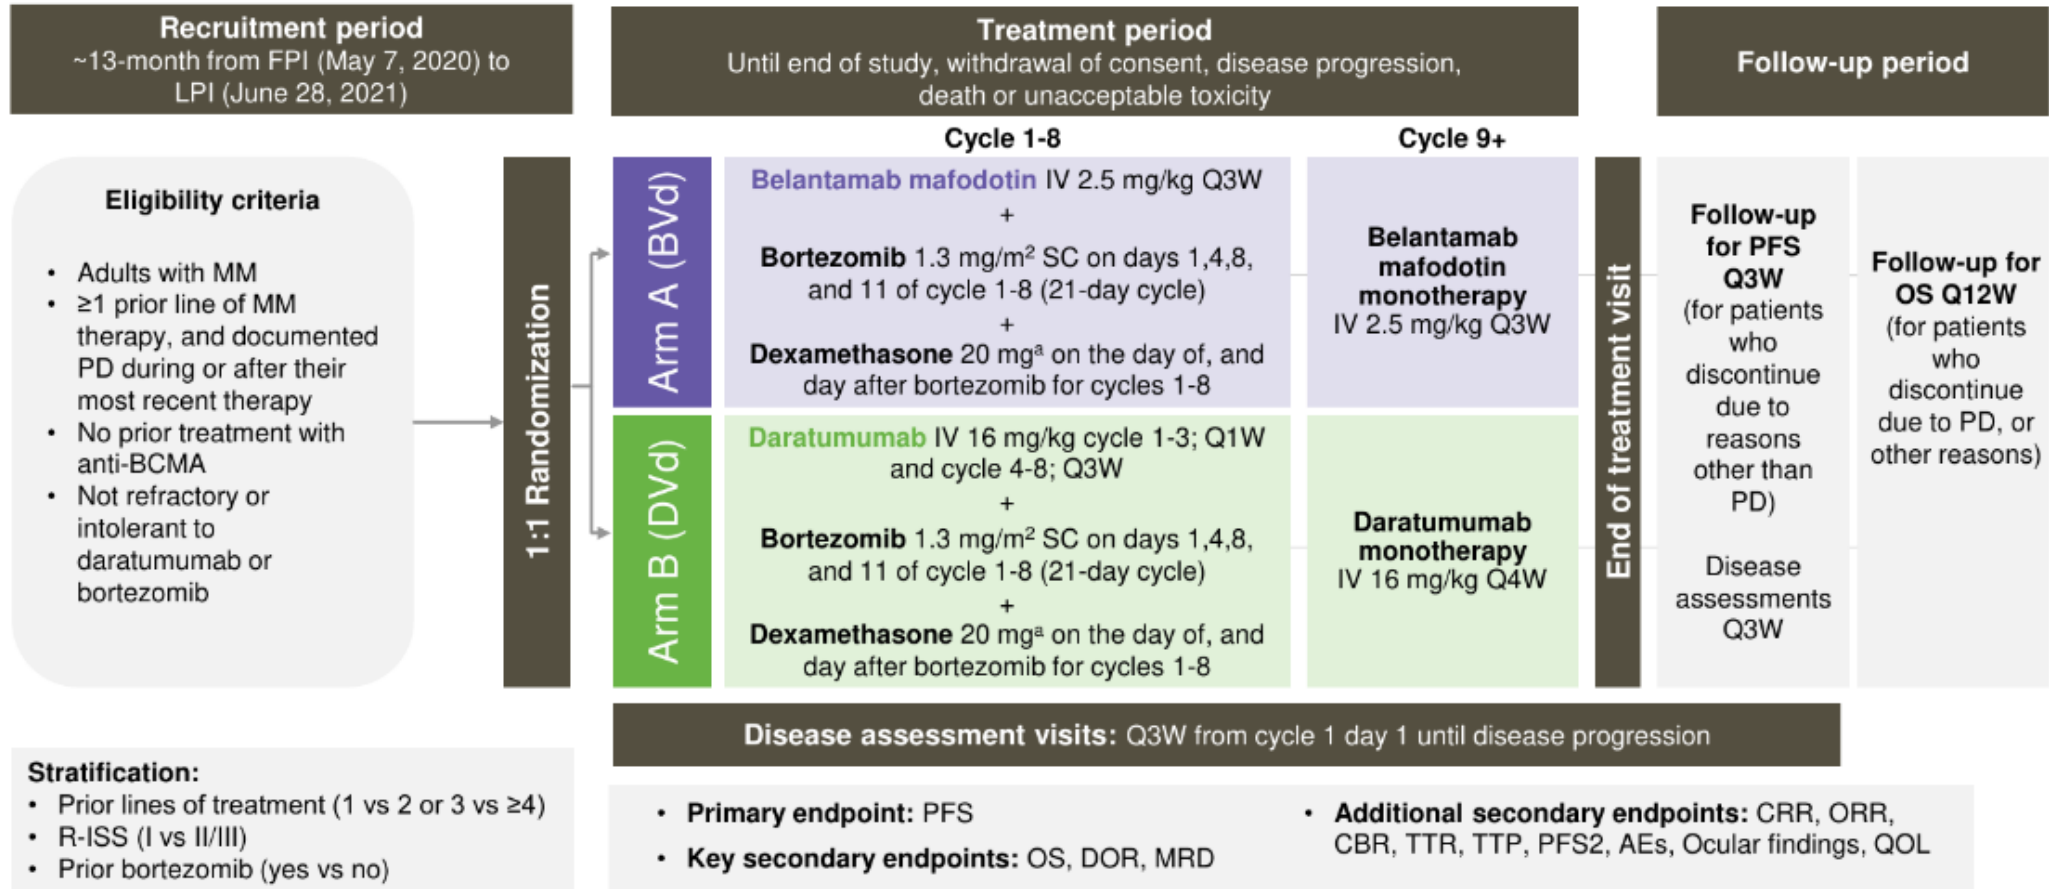 Recruitment period
~13-month from FPI (May 7, 2020) to
LPI (June 28, 2021)
Treatment period
Until end of study, withdrawal of consent, disease progression,
death or unacceptable toxicity
Follow-up period
Cycle 1-8
Cycle 9+
Eligibility criteria
• Adults with MM
• ≥1 prior line of MM
therapy, and documented
PD during or after their
most recent therapy
• No prior treatment with
anti-BCMA
• Not refractory or
intolerant to
daratumumab or
bortezomib
1:1 Randomization
Arm A (BVd)
Belantamab mafodotin IV 2.5 mg/kg Q3W
+
Bortezomib 1.3 mg/m² SC on days 1,4,8,
and 11 of cycle 1-8 (21-day cycle)
+
Dexamethasone 20 mgᵃ on the day of, and
day after bortezomib for cycles 1-8
Belantamab
mafodotin
monotherapy
IV 2.5 mg/kg Q3W
Arm B (DVd)
Daratumumab IV 16 mg/kg cycle 1-3; Q1W
and cycle 4-8; Q3W
+
Bortezomib 1.3 mg/m² SC on days 1,4,8,
and 11 of cycle 1-8 (21-day cycle)
+
Dexamethasone 20 mgᵃ on the day of, and
day after bortezomib for cycles 1-8
Daratumumab
monotherapy
IV 16 mg/kg Q4W
End of treatment visit
Follow-up
for PFS
Q3W
(for patients
who
discontinue
due to
reasons
other than
PD)
Disease
assessments
Q3W
Follow-up for
OS Q12W
(for patients
who
discontinue
due to PD, or
other reasons)
Disease assessment visits: Q3W from cycle 1 day 1 until disease progression
Stratification:
• Prior lines of treatment (1 vs 2 or 3 vs ≥4)
• R-ISS (I vs II/III)
• Prior bortezomib (yes vs no)
• Primary endpoint: PFS
• Key secondary endpoints: OS, DOR, MRD
• Additional secondary endpoints: CRR, ORR,
CBR, TTR, TTP, PFS2, AEs, Ocular findings, QOL